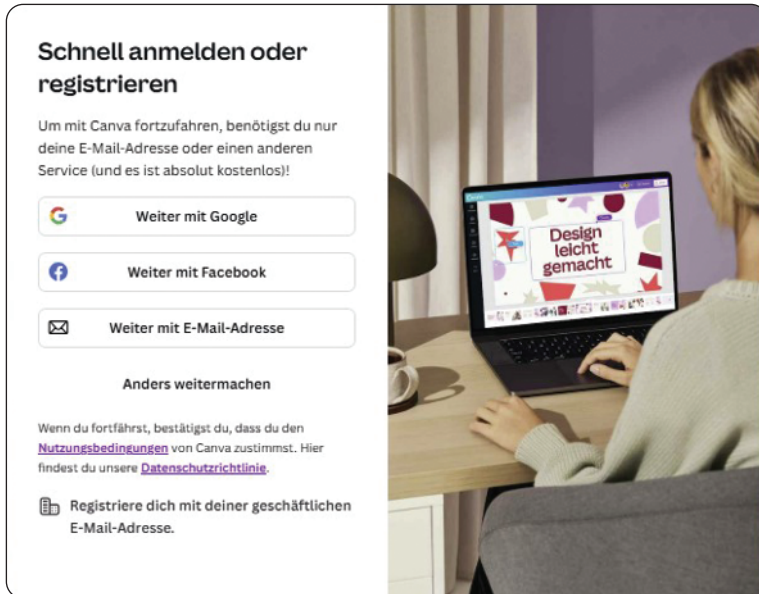 Schnell anmelden oder
registrieren
Um mit Canva fortzufahren, benötigst du nur
deine E-Mail-Adresse oder einen anderen
Service (und es ist absolut kostenlos)!
Weiter mit Google
Weiter mit Facebook
Weiter mit E-Mail-Adresse
Anders weitermachen
Wenn du fortfährst, bestätigst du, dass du den
Nutzungsbedingungen von Canva zustimmst. Hier
findest du unsere Datenschutzrichtlinie.
Registriere dich mit deiner geschäftlichen
E-Mail-Adresse.
Design
leicht
gemacht